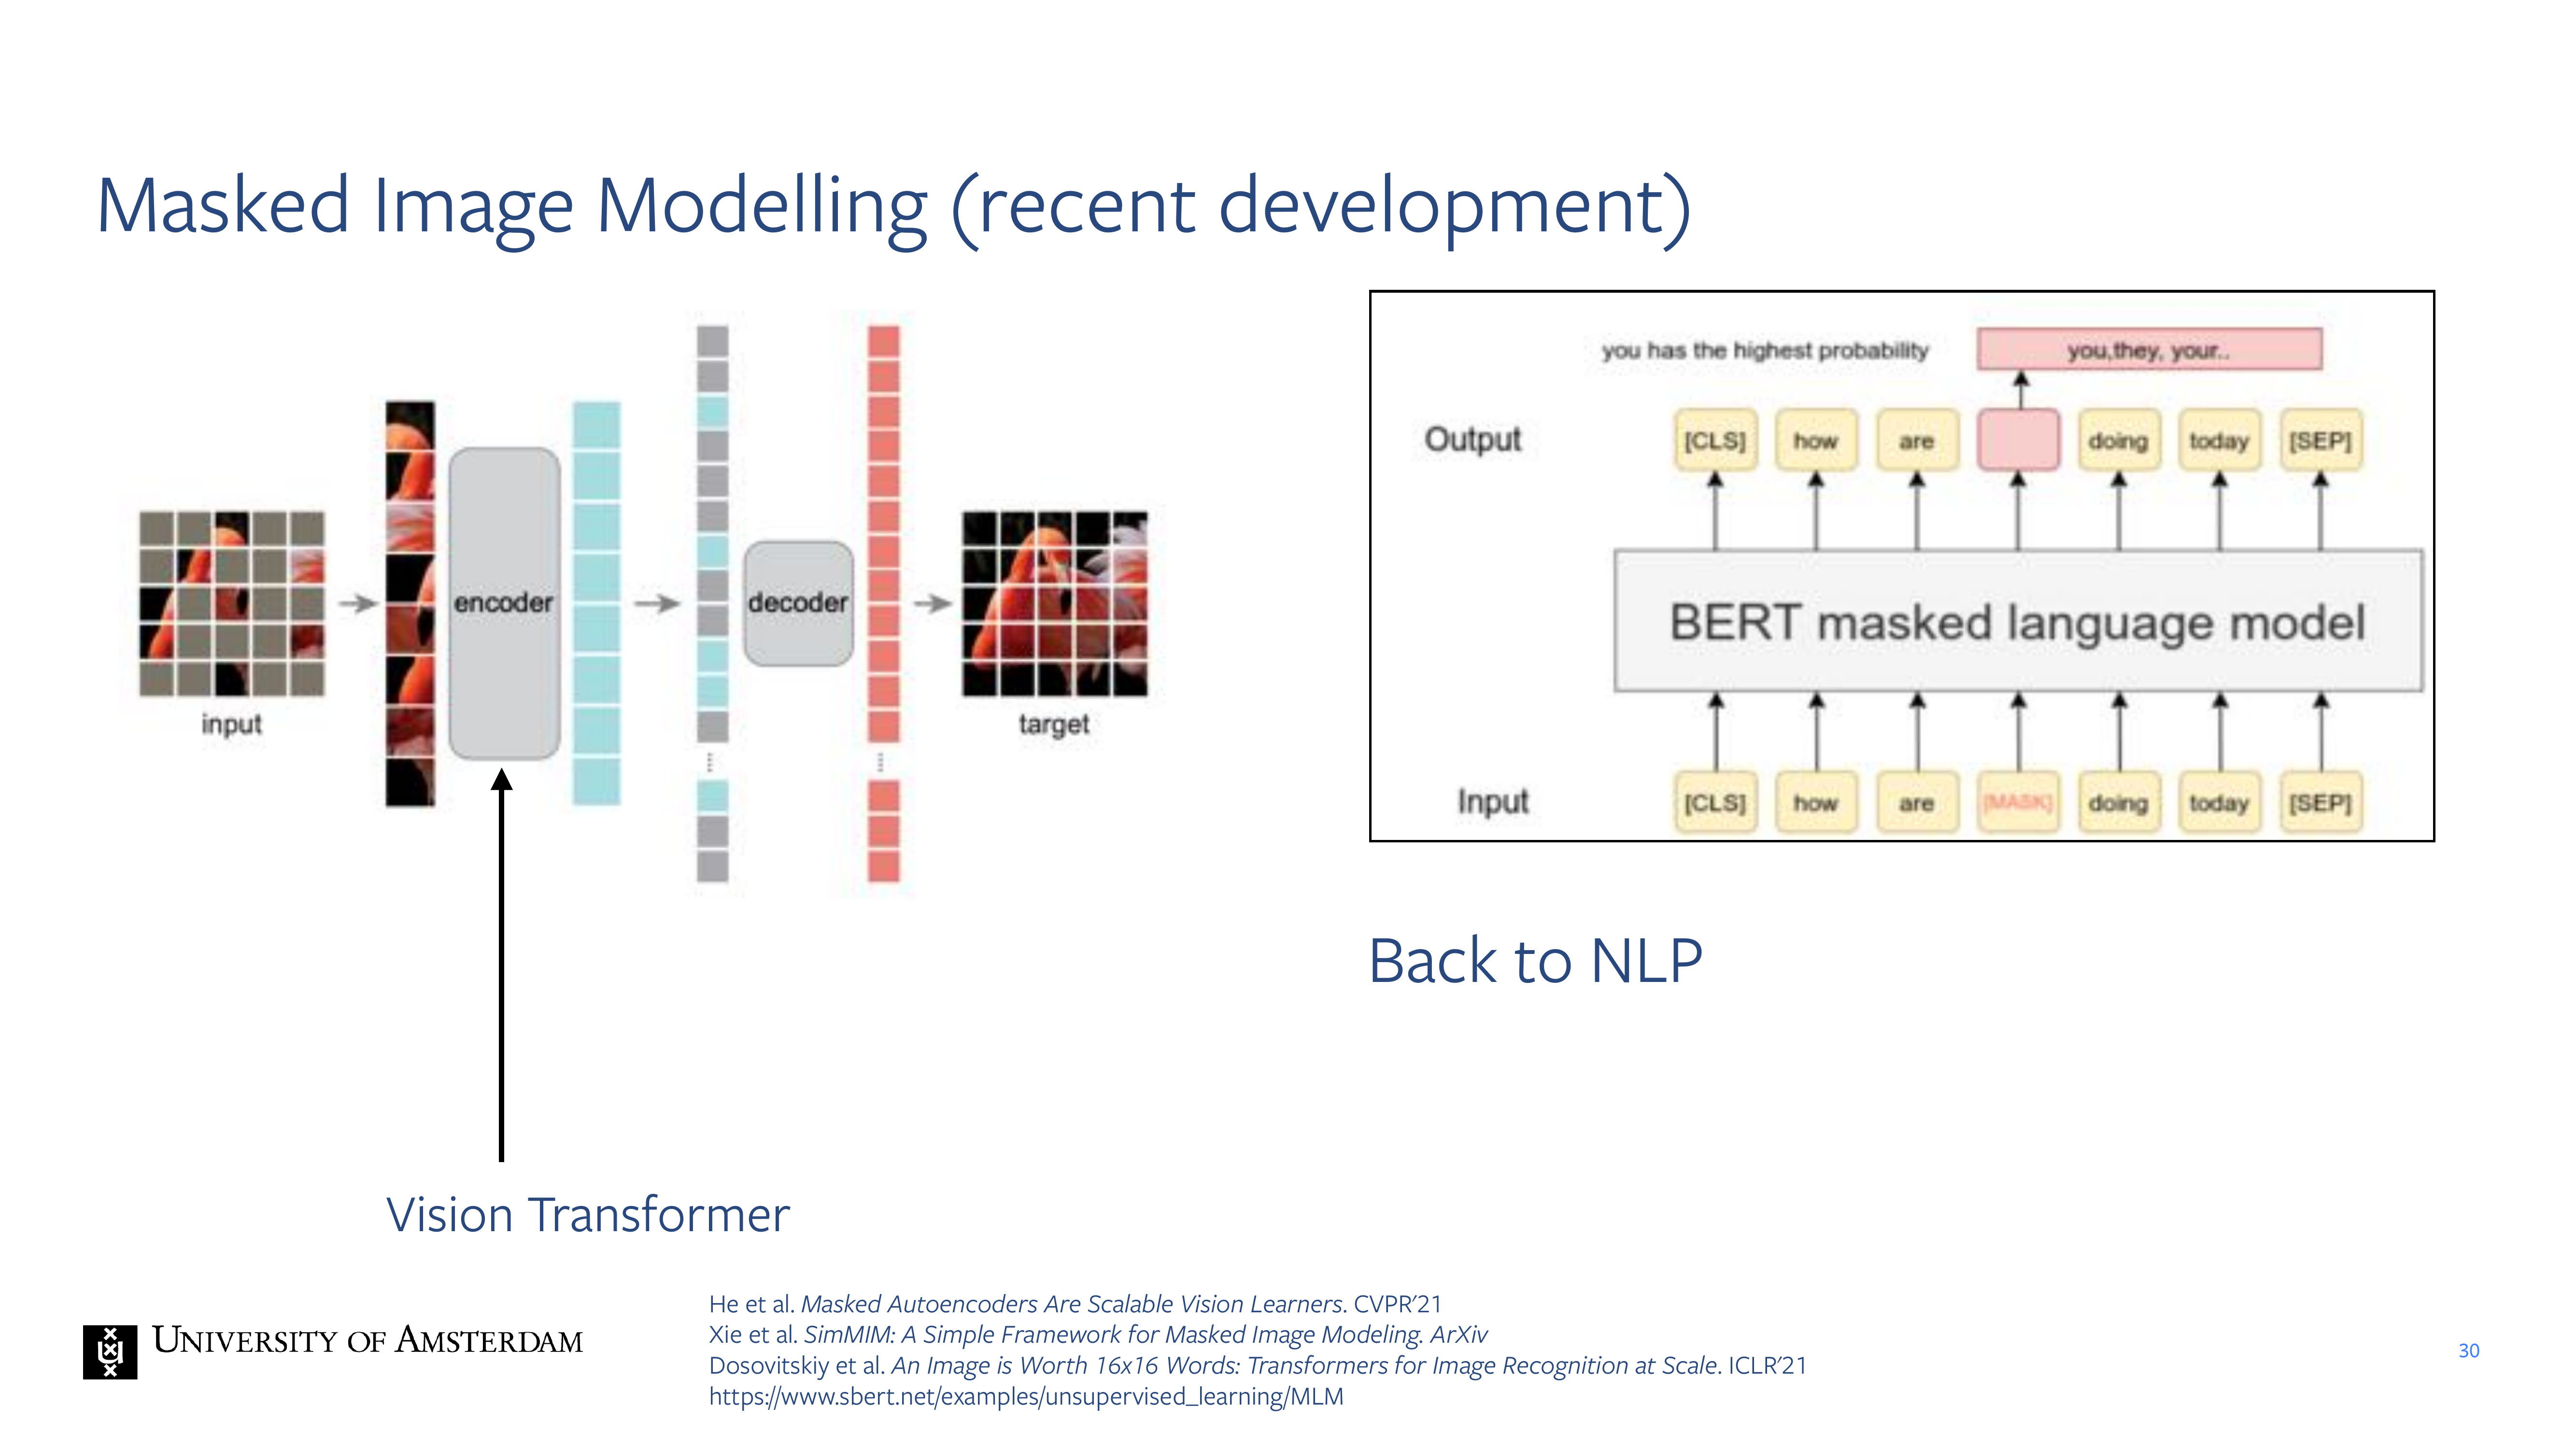 Masked Image Modelling (recent development)
input
encoder
decoder
target
you has the highest probability
you,they, your..
Output
[CLS] how are doing today [SEP]
BERT masked language model
Input
[CLS] how are [MASK] doing today [SEP]
Back to NLP
Vision Transformer
UNIVERSITY OF AMSTERDAM
He et al. Masked Autoencoders Are Scalable Vision Learners. CVPR'21
Xie et al. SimMIM: A Simple Framework for Masked Image Modeling. ArXiv
Dosovitskiy et al. An Image is Worth 16x16 Words: Transformers for Image Recognition at Scale. ICLR'21
https://www.sbert.net/examples/unsupervised_learning/MLM
30